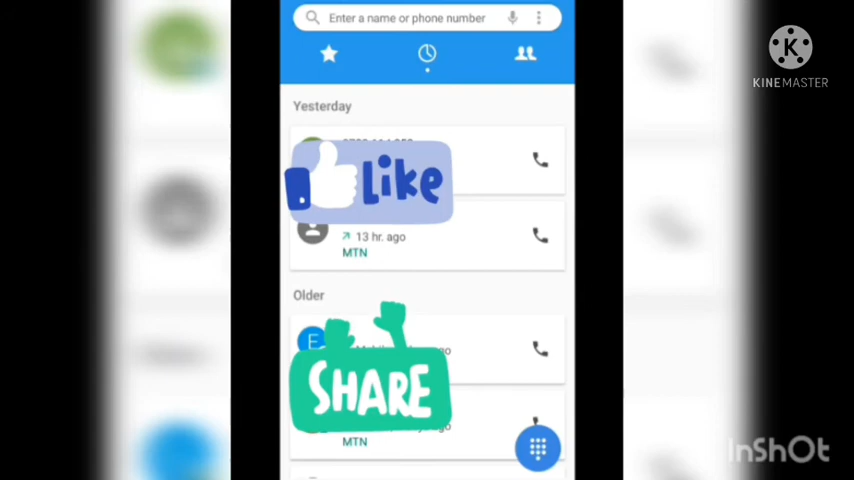 Enter a name or phone number
K
KINEMASTER
Yesterday
Like
13 hr. ago
MTN
Older
E
SHARE
MTN
InShOt